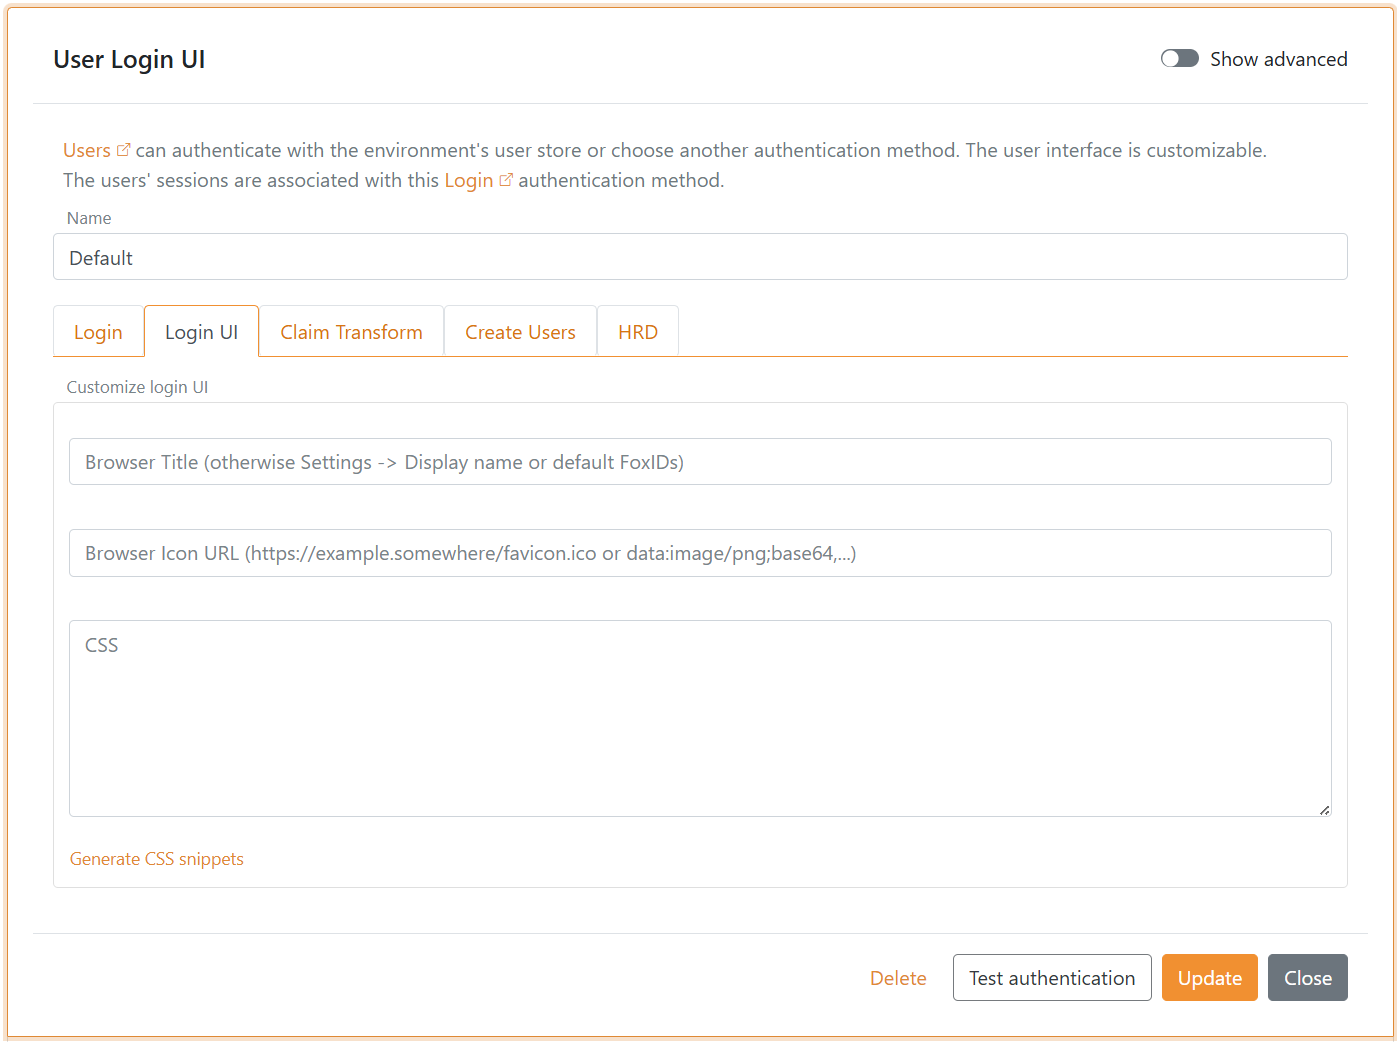 User Login UI
Show advanced
Users can authenticate with the environment's user store or choose another authentication method. The user interface is customizable.
The users' sessions are associated with this Login authentication method.
Name
Default
Login
Login UI
Claim Transform
Create Users
HRD
Customize login UI
Browser Title (otherwise Settings -> Display name or default FoxIDs)
Browser Icon URL (https://example.somewhere/favicon.ico or data:image/png;base64,...)
CSS
Generate CSS snippets
Delete
Test authentication
Update
Close